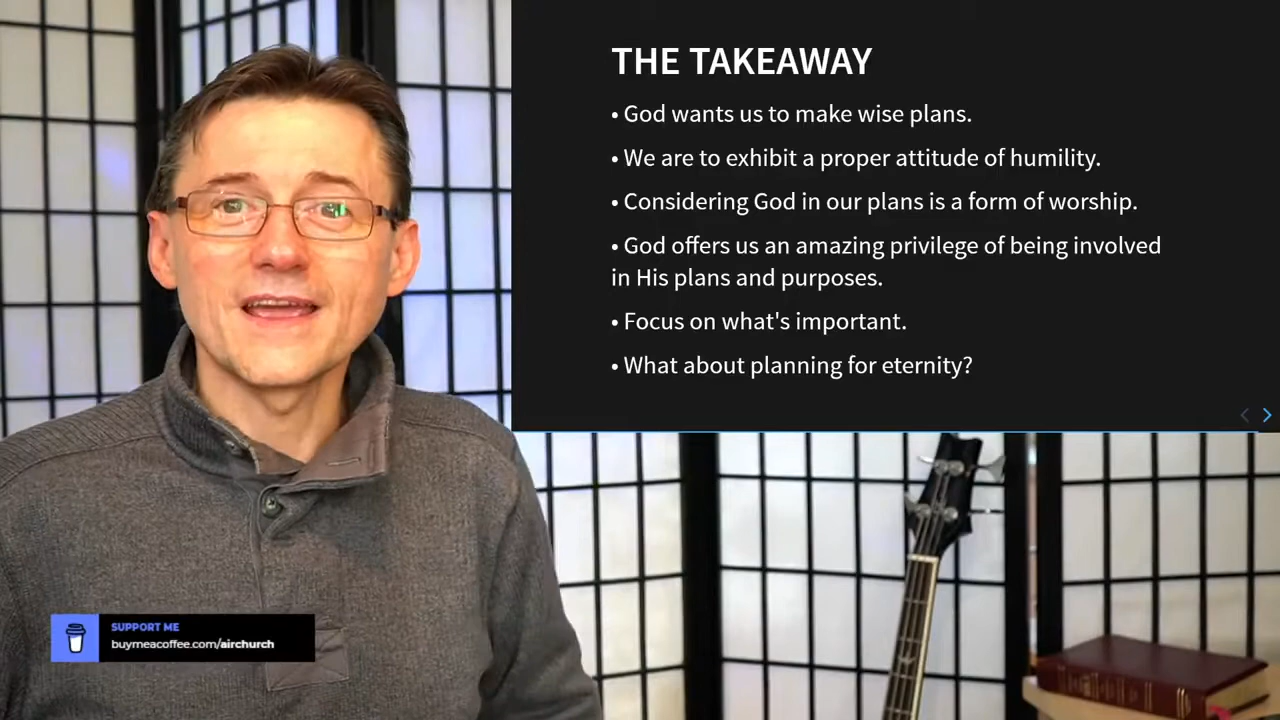 THE TAKEAWAY
• God wants us to make wise plans.
• We are to exhibit a proper attitude of humility.
• Considering God in our plans is a form of worship.
• God offers us an amazing privilege of being involved
in His plans and purposes.
• Focus on what's important.
• What about planning for eternity?
SUPPORT ME
buymeacoffee.com/airchurch